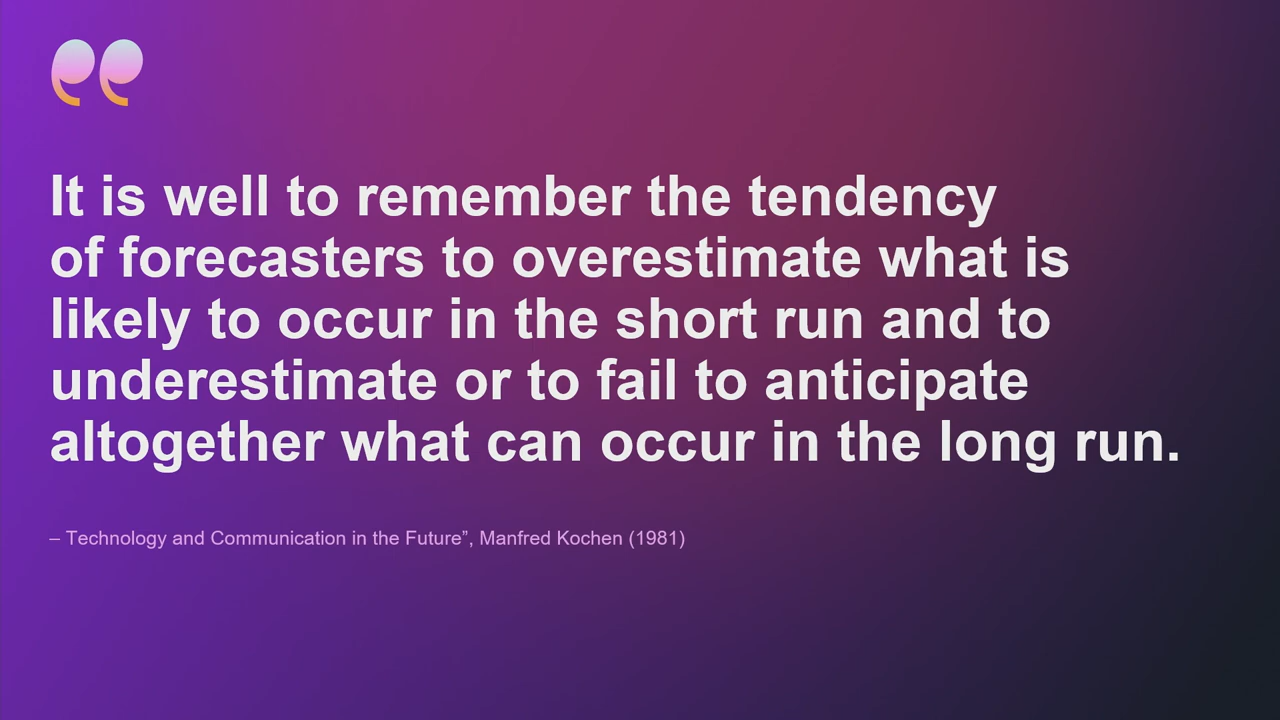 It is well to remember the tendency
of forecasters to overestimate what is
likely to occur in the short run and to
underestimate or to fail to anticipate
altogether what can occur in the long run.
– Technology and Communication in the Future”, Manfred Kochen (1981)